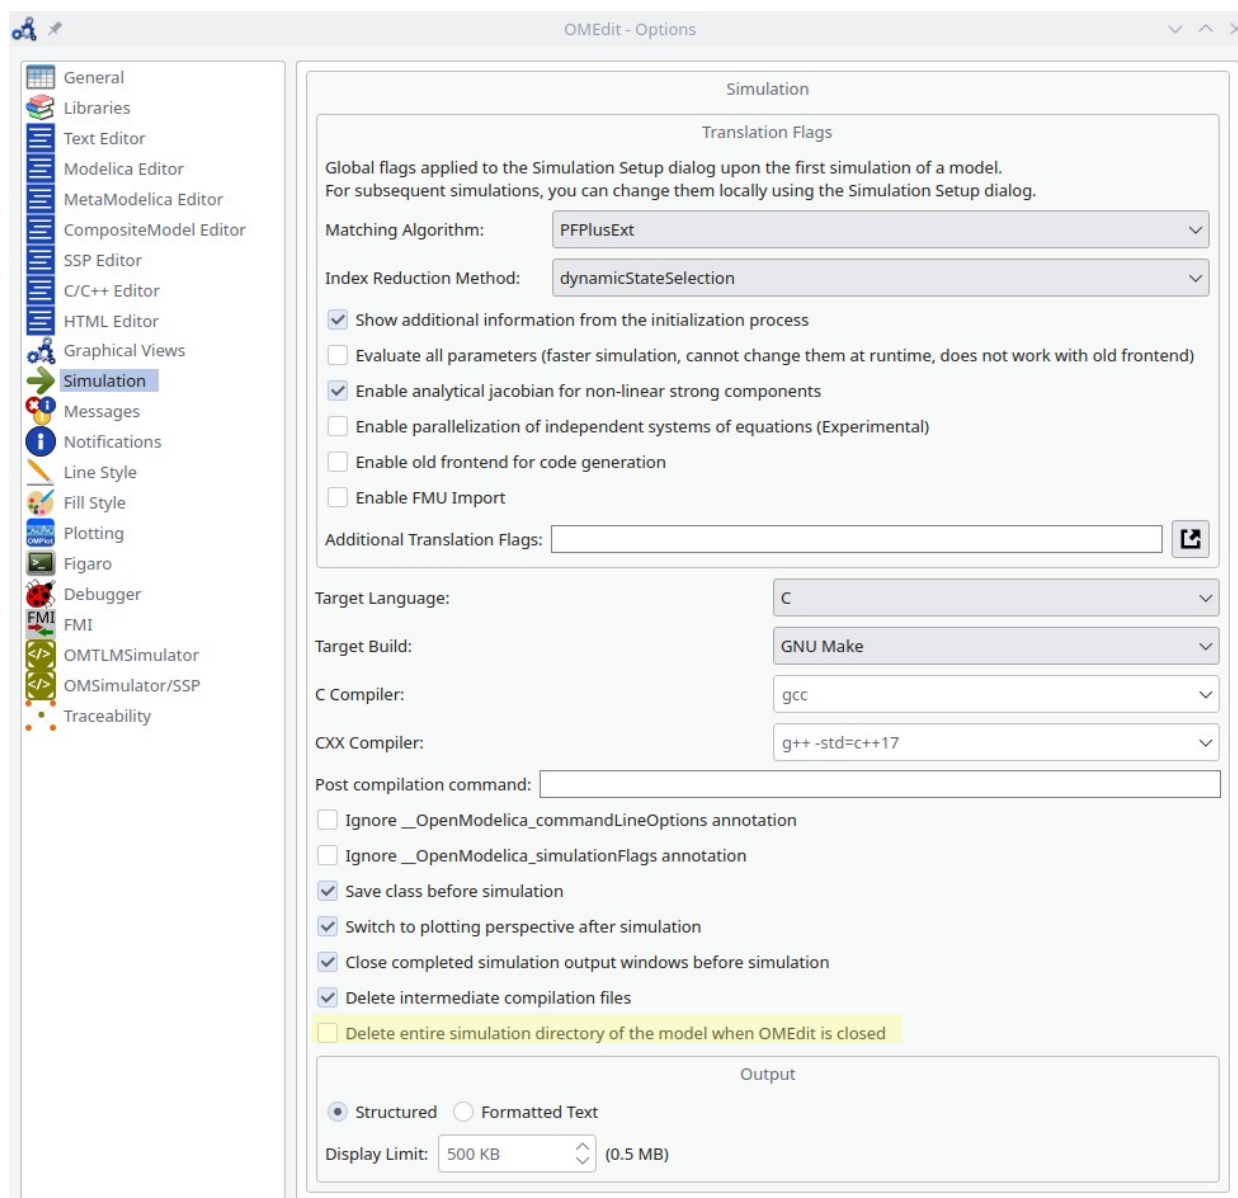 OMEdit - Options
General
Libraries
Text Editor
Modelica Editor
MetaModelica Editor
CompositeModel Editor
SSP Editor
C/C++ Editor
HTML Editor
Graphical Views
Simulation
Messages
Notifications
Line Style
Fill Style
OMPlot
Plotting
Figaro
Debugger
FMI
FMI
OMTLMSimulator
OMSimulator/SSP
Traceability
Simulation
Translation Flags
Global flags applied to the Simulation Setup dialog upon the first simulation of a model.
For subsequent simulations, you can change them locally using the Simulation Setup dialog.
Matching Algorithm: PFPlusExt
Index Reduction Method: dynamicStateSelection
Show additional information from the initialization process
Evaluate all parameters (faster simulation, cannot change them at runtime, does not work with old frontend)
Enable analytical jacobian for non-linear strong components
Enable parallelization of independent systems of equations (Experimental)
Enable old frontend for code generation
Enable FMU Import
Additional Translation Flags:
Target Language: C
Target Build: GNU Make
C Compiler: gcc
CXX Compiler: g++ -std=c++17
Post compilation command:
Ignore __OpenModelica_commandLineOptions annotation
Ignore __OpenModelica_simulationFlags annotation
Save class before simulation
Switch to plotting perspective after simulation
Close completed simulation output windows before simulation
Delete intermediate compilation files
Delete entire simulation directory of the model when OMEdit is closed
Output
Structured Formatted Text
Display Limit: 500 KB (0.5 MB)